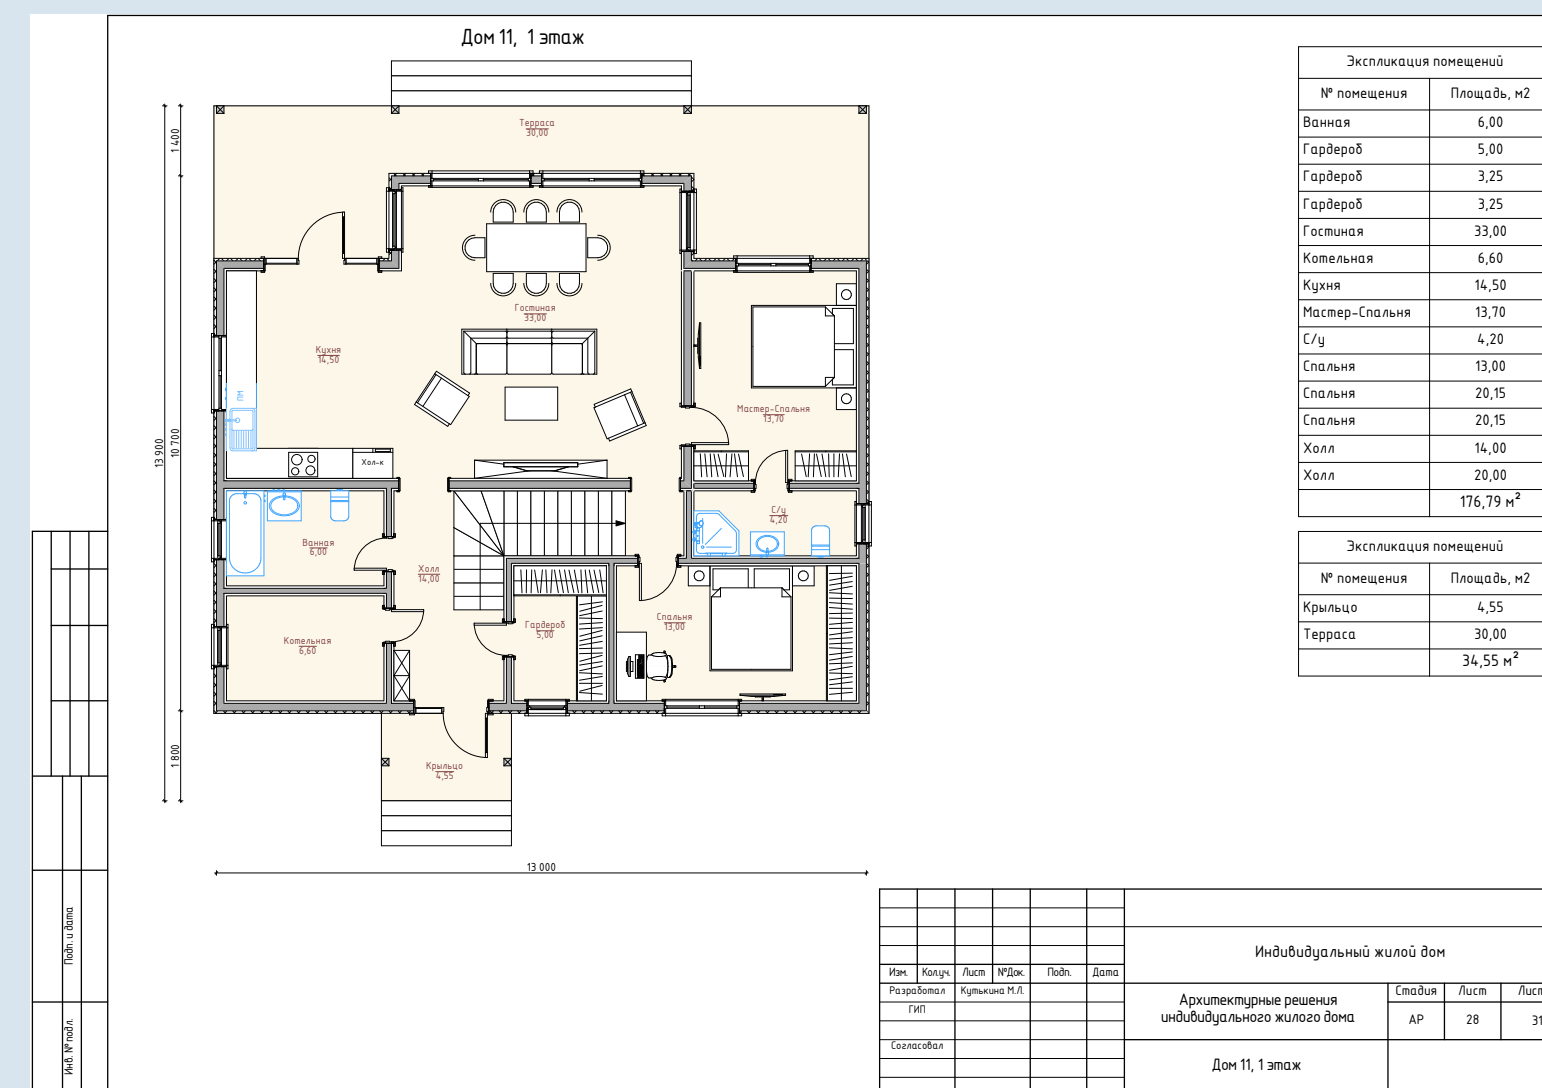 Дом 11, 1 этаж
Терраса
30,00
Гостиная
33,00
Кухня
14,50
ПМ
Хол-к
Мастер-Спальня
13,70
Ванная
6,00
С/у
4,20
Холл
14,00
Котельная
6,60
Гардероб
5,00
Спальня
13,00
Крыльцо
4,55
1 400
10 700
13 900
1 800
13 000
Экспликация помещений
№ помещения Площадь, м2
Ванная 6,00
Гардероб 5,00
Гардероб 3,25
Гардероб 3,25
Гостиная 33,00
Котельная 6,60
Кухня 14,50
Мастер-Спальня 13,70
С/у 4,20
Спальня 13,00
Спальня 20,15
Спальня 20,15
Холл 14,00
Холл 20,00
176,79 м²
Экспликация помещений
№ помещения Площадь, м2
Крыльцо 4,55
Терраса 30,00
34,55 м²
Подп. и дата
Инв. № подл.
Индивидуальный жилой дом
Изм. Кол.уч. Лист №Док. Подп. Дата
Разработал Кутькина М.Л.
ГИП
Согласовал
Архитектурные решения
индивидуального жилого дома
Стадия Лист Лист
АР 28 31
Дом 11, 1 этаж